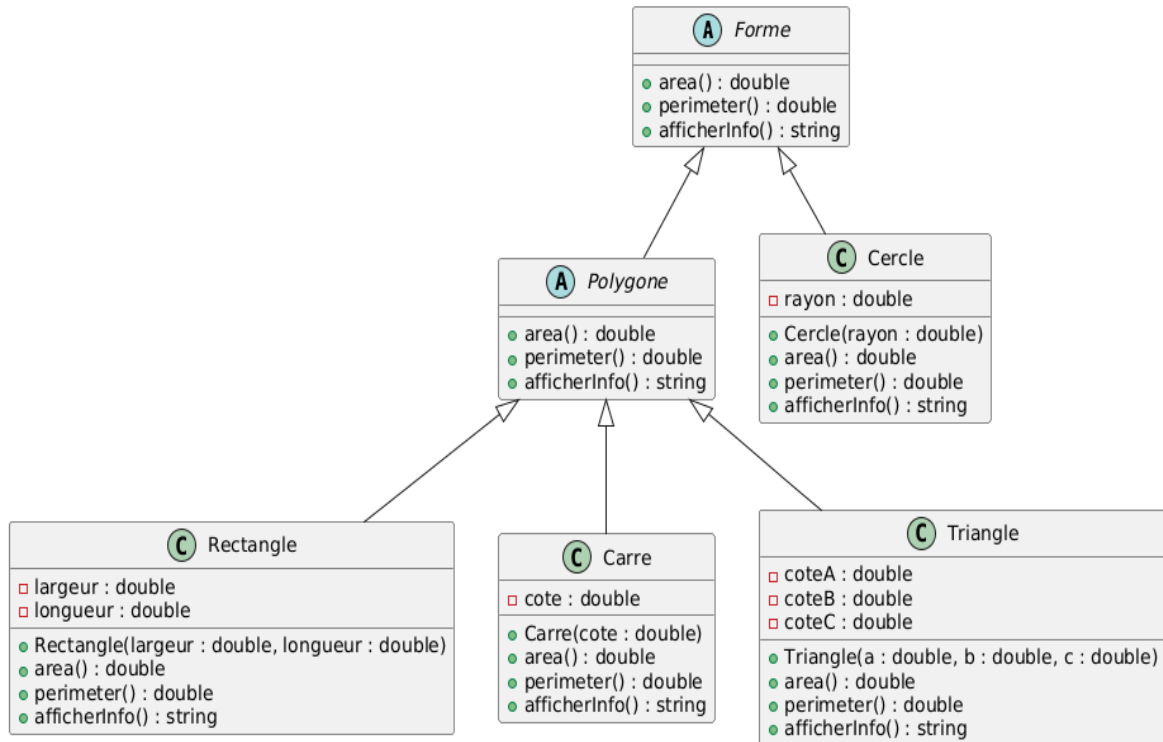 A Forme
area() : double
perimeter() : double
afficherInfo() : string
A Polygone
area() : double
perimeter() : double
afficherInfo() : string
C Cercle
rayon : double
Cercle(rayon : double)
area() : double
perimeter() : double
afficherInfo() : string
C Rectangle
largeur : double
longueur : double
Rectangle(largeur : double, longueur : double)
area() : double
perimeter() : double
afficherInfo() : string
C Carre
cote : double
Carre(cote : double)
area() : double
perimeter() : double
afficherInfo() : string
C Triangle
coteA : double
coteB : double
coteC : double
Triangle(a : double, b : double, c : double)
area() : double
perimeter() : double
afficherInfo() : string